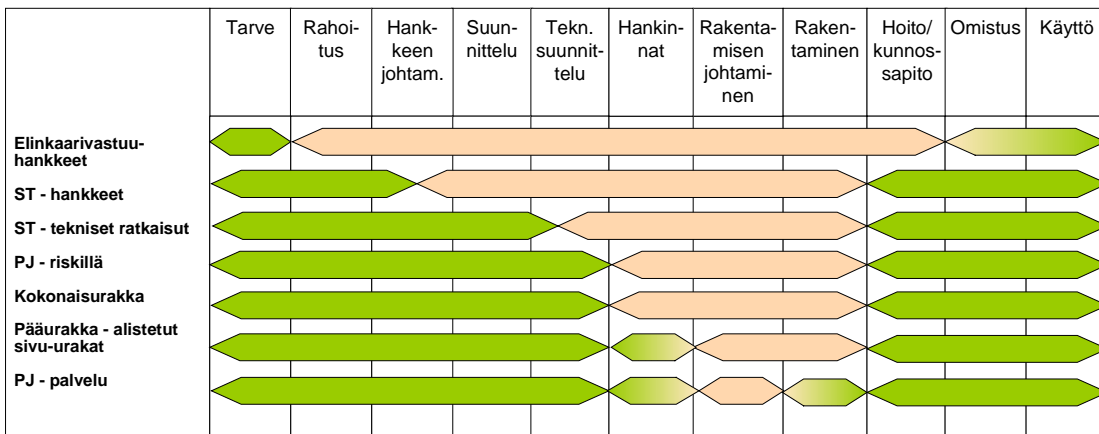 Tarve
Rahoi-
tus
Hank-
keen
johtam.
Suun-
nittelu
Tekn.
suunnit-
telu
Hankin-
nat
Rakenta-
misen
johtami-
nen
Raken-
taminen
Hoito/
kunnos-
sapito
Omistus
Käyttö
Elinkaarivastuu-
hankkeet
ST - hankkeet
ST - tekniset ratkaisut
PJ - riskillä
Kokonaisurakka
Pääurakka - alistetut
sivu-urakat
PJ - palvelu